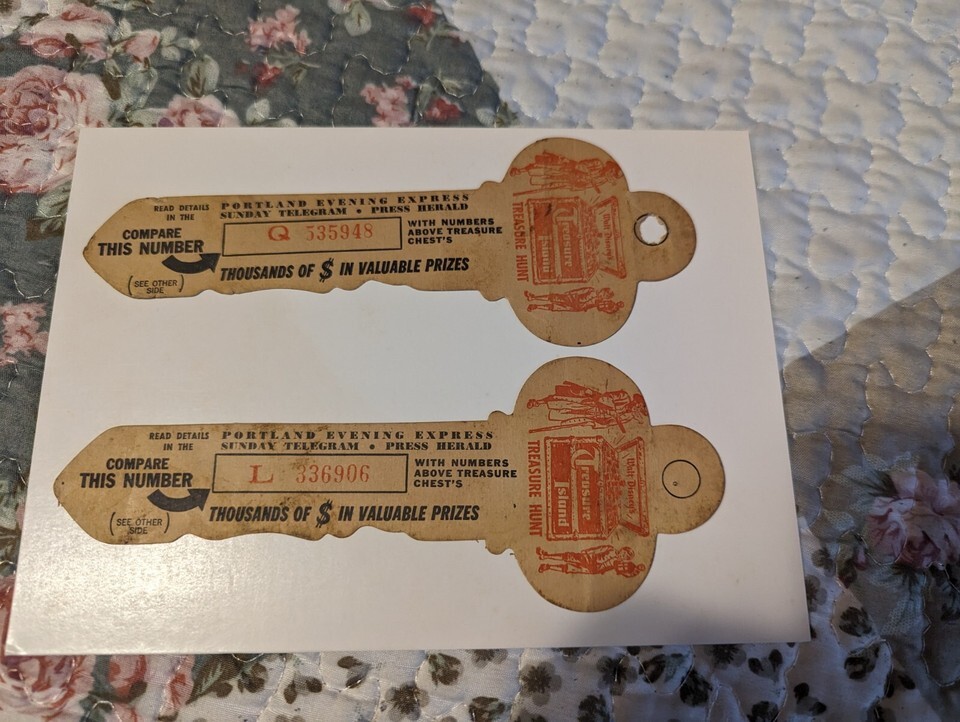 READ DETAILS
IN THE
PORTLAND EVENING EXPRESS
SUNDAY TELEGRAM • PRESS HERALD
COMPARE
THIS NUMBER
Q 535948
WITH NUMBERS
ABOVE TREASURE
CHEST'S
THOUSANDS OF $ IN VALUABLE PRIZES
(SEE OTHER
SIDE)
TREASURE HUNT
Treasure
Island
Walt Disney's
READ DETAILS
IN THE
PORTLAND EVENING EXPRESS
SUNDAY TELEGRAM • PRESS HERALD
COMPARE
THIS NUMBER
L 336906
WITH NUMBERS
ABOVE TREASURE
CHEST'S
THOUSANDS OF $ IN VALUABLE PRIZES
(SEE OTHER
SIDE)
TREASURE HUNT
Treasure
Island
Walt Disney's